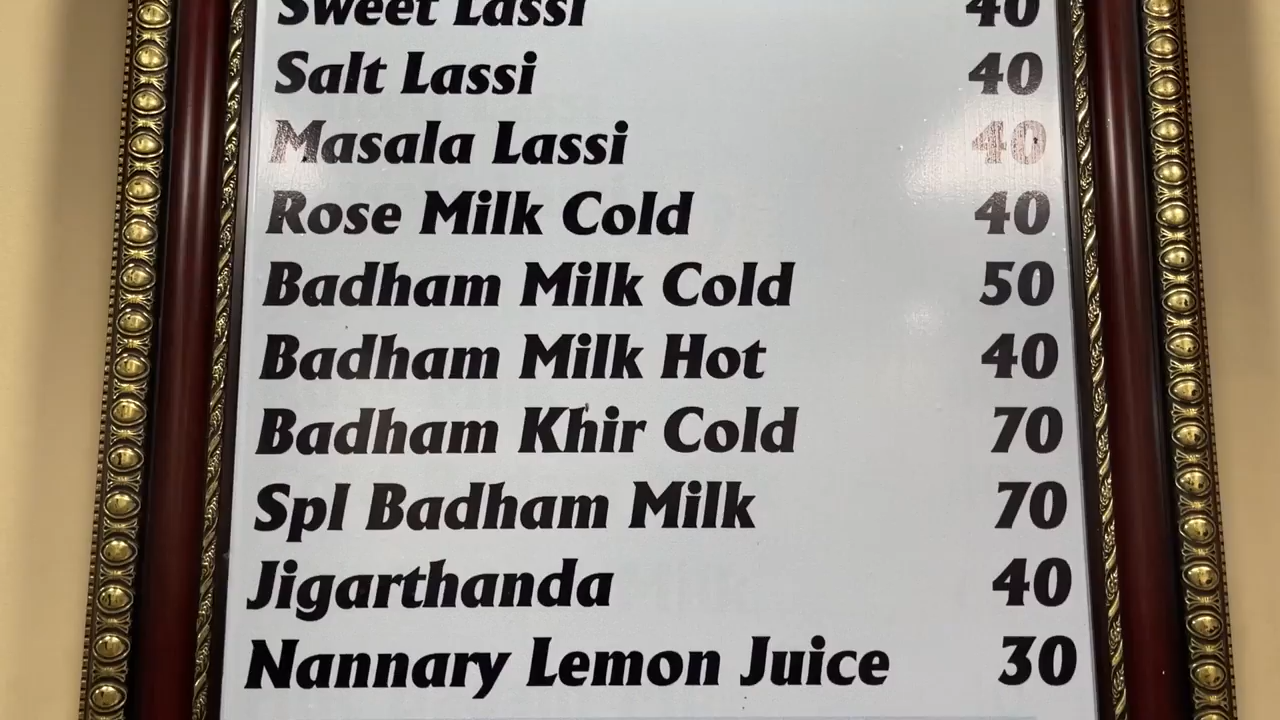 Sweet Lassi 40
Salt Lassi 40
Masala Lassi 40
Rose Milk Cold 40
Badham Milk Cold 50
Badham Milk Hot 40
Badham Khir Cold 70
Spl Badham Milk 70
Jigarthanda 40
Nannary Lemon Juice 30